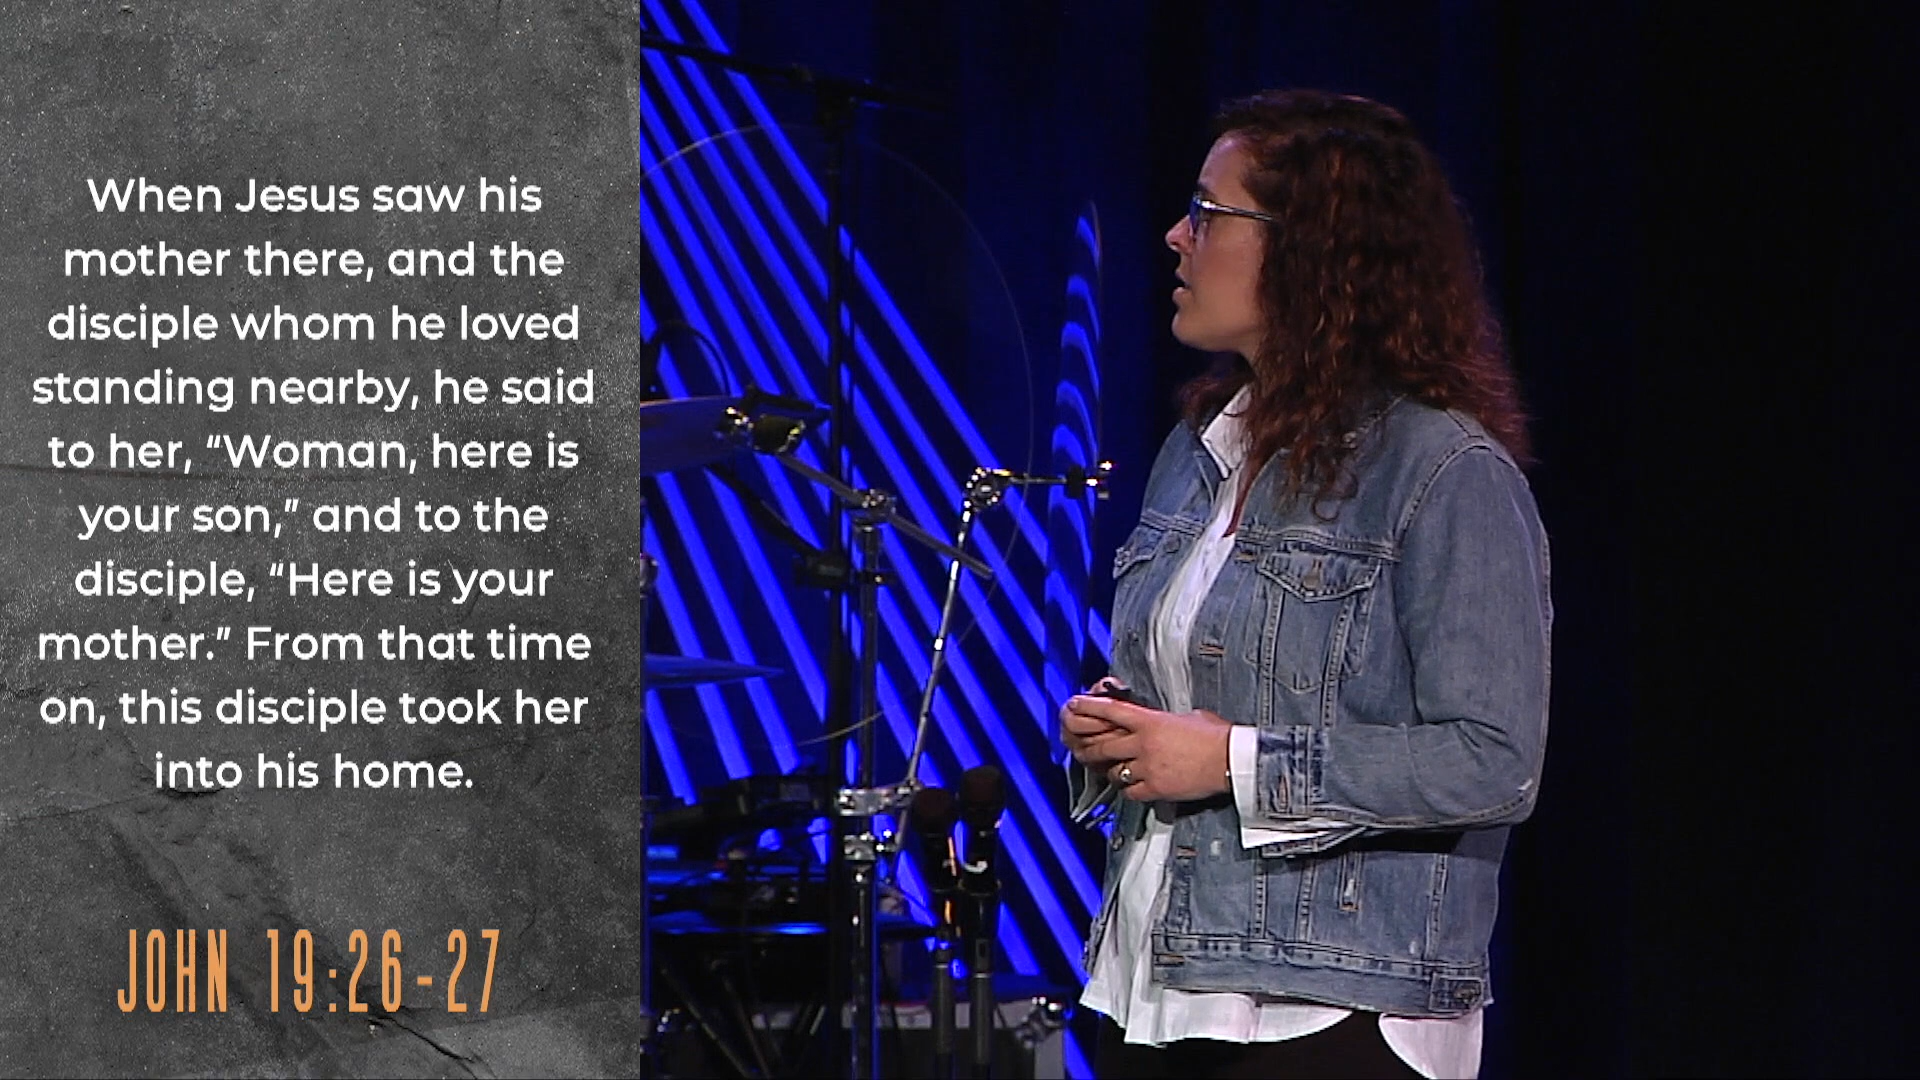 When Jesus saw his
mother there, and the
disciple whom he loved
standing nearby, he said
to her, “Woman, here is
your son,” and to the
disciple, “Here is your
mother.” From that time
on, this disciple took her
into his home.
JOHN 19:26-27